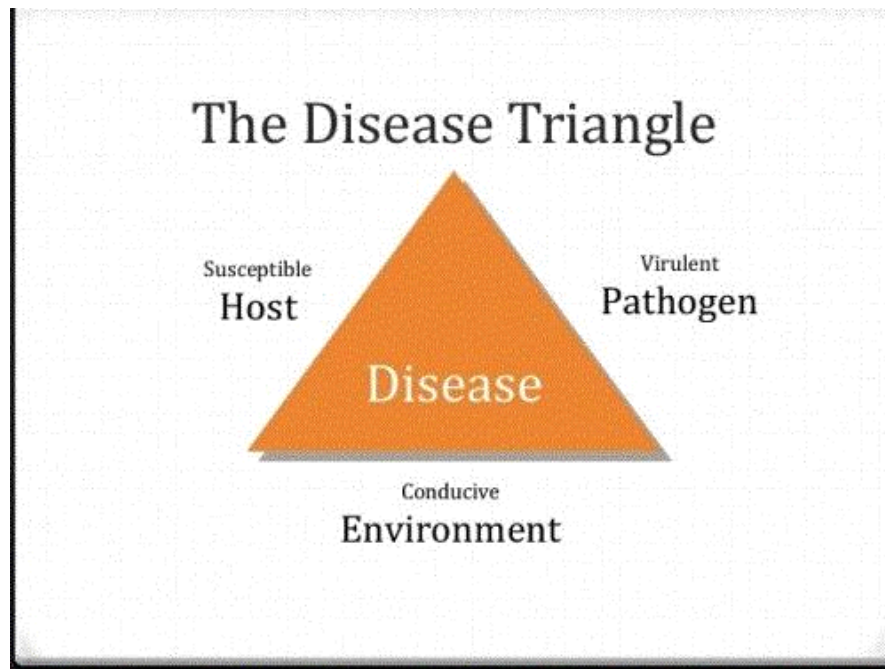 The Disease Triangle
Susceptible
Host
Virulent
Pathogen
Disease
Conducive
Environment